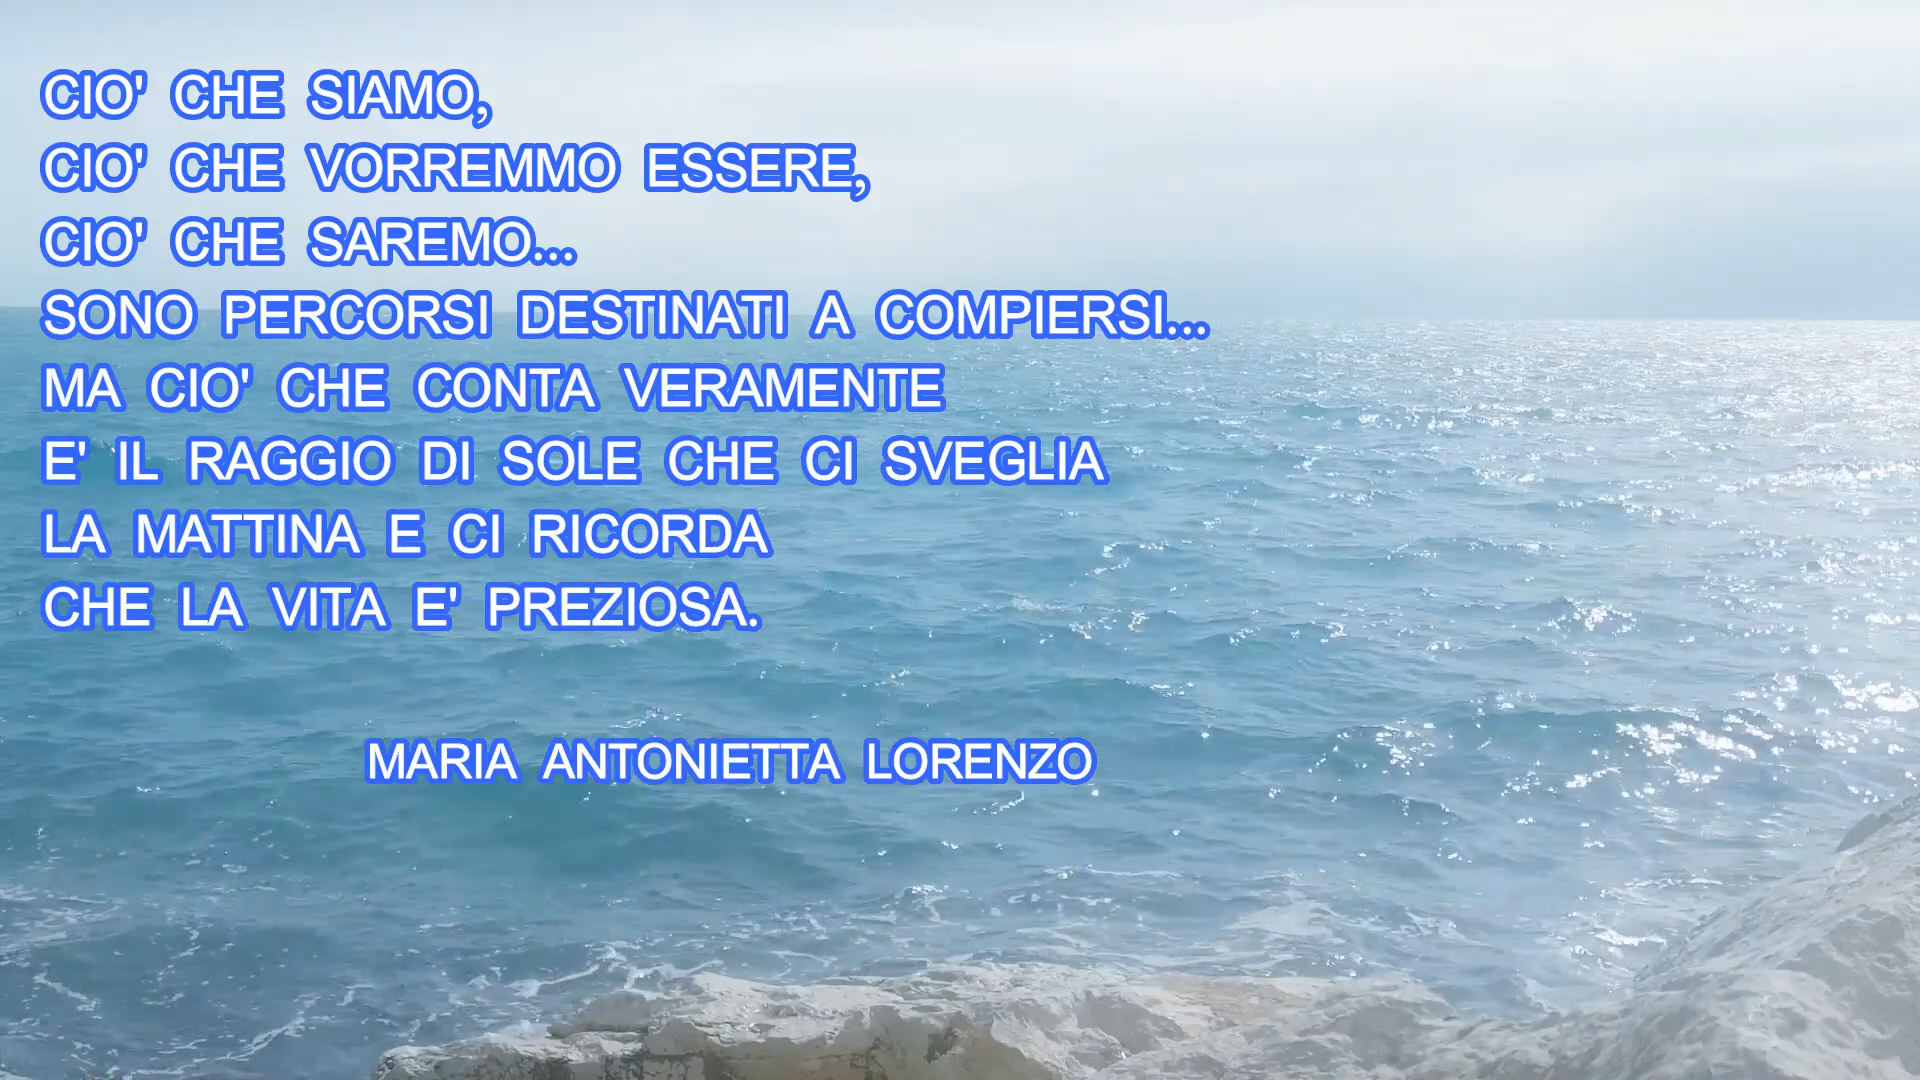 CIO' CHE SIAMO,
CIO' CHE VORREMMO ESSERE,
CIO' CHE SAREMO...
SONO PERCORSI DESTINATI A COMPIERSI...
MA CIO' CHE CONTA VERAMENTE
E' IL RAGGIO DI SOLE CHE CI SVEGLIA
LA MATTINA E CI RICORDA
CHE LA VITA E' PREZIOSA.
MARIA ANTONIETTA LORENZO